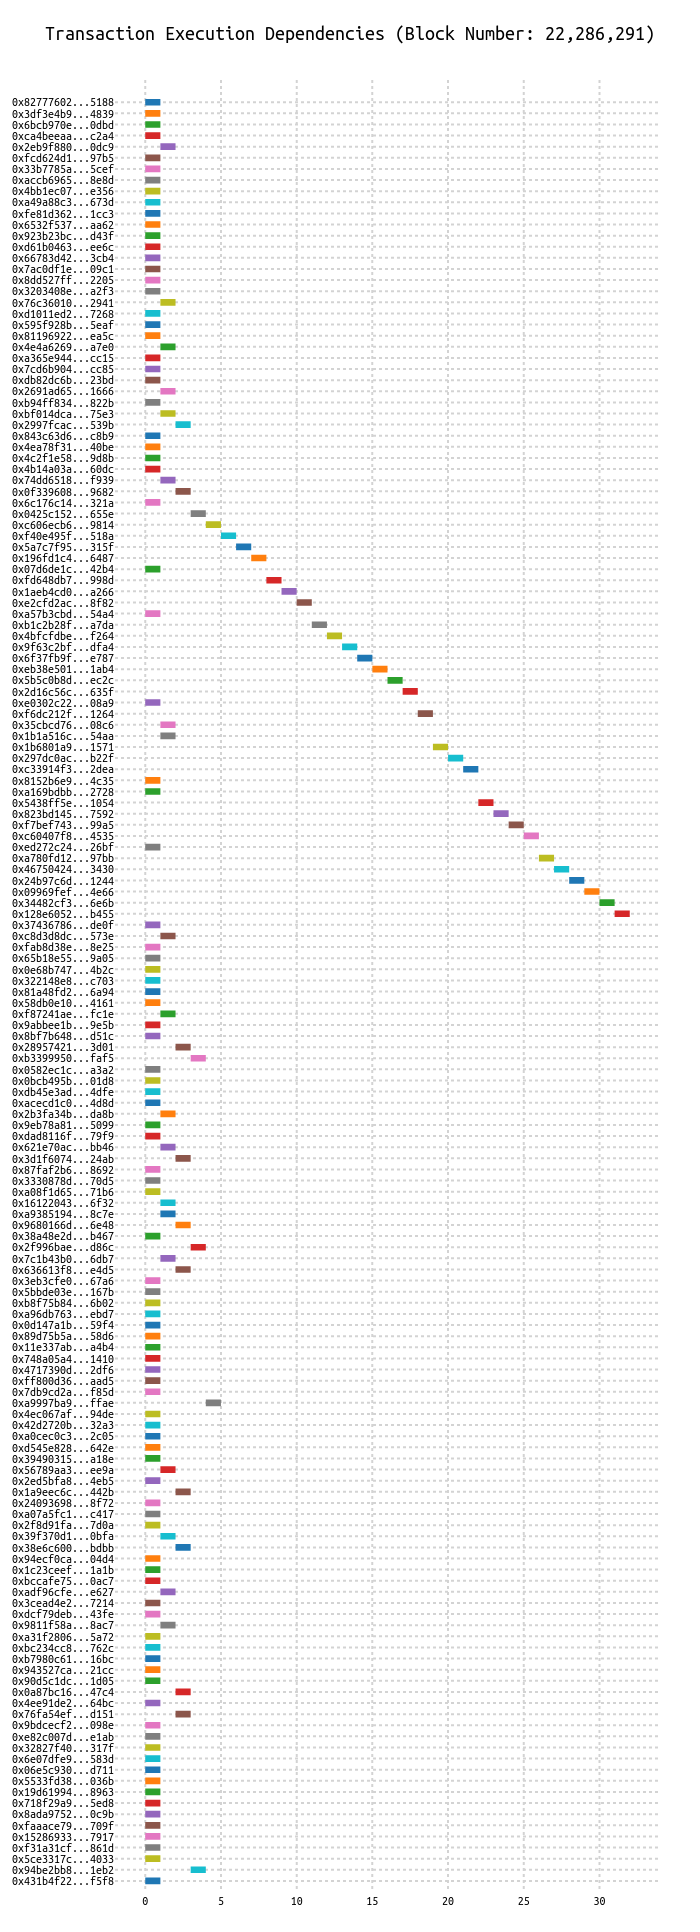 Transaction Execution Dependencies (Block Number: 22,286,291)
0x82777602...5188
0x3df3e4b9...4839
0x6bcb970e...0dbd
0xca4beeaa...c2a4
0x2eb9f880...0dc9
0xfcd624d1...97b5
0x33b7785a...5cef
0xaccb6965...8e8d
0x4bb1ec07...e356
0xa49a88c3...673d
0xfe81d362...1cc3
0x6532f537...aa62
0x923b23bc...d43f
0xd61b0463...ee6c
0x66783d42...3cb4
0x7ac0df1e...09c1
0x8dd527ff...2205
0x3203408e...a2f3
0x76c36010...2941
0xd1011ed2...7268
0x595f928b...5eaf
0x81196922...ea5c
0x4e4a6269...a7e0
0xa365e944...cc15
0x7cd6b904...cc85
0xdb82dc6b...23bd
0x2691ad65...1666
0xb94ff834...822b
0xbf014dca...75e3
0x2997fcac...539b
0x843c63d6...c8b9
0x4ea78f31...40be
0x4c2f1e58...9d8b
0x4b14a03a...60dc
0x74dd6518...f939
0x0f339608...9682
0x6c176c14...321a
0x0425c152...655e
0xc606ecb6...9814
0xf40e495f...518a
0x5a7c7f95...315f
0x196fd1c4...6487
0x07d6de1c...42b4
0xfd648db7...998d
0x1aeb4cd0...a266
0xe2cfd2ac...8f82
0xa57b3cbd...54a4
0xb1c2b28f...a7da
0x4bfcfdbe...f264
0x9f63c2bf...dfa4
0x6f37fb9f...e787
0xeb38e501...1ab4
0x5b5c0b8d...ec2c
0x2d16c56c...635f
0xe0302c22...08a9
0xf6dc212f...1264
0x35cbcd76...08c6
0x1b1a516c...54aa
0x1b6801a9...1571
0x297dc0ac...b22f
0xc33914f3...2dea
0x8152b6e9...4c35
0xa169bdbb...2728
0x5438ff5e...1054
0x823bd145...7592
0xf7bef743...99a5
0xc60407f8...4535
0xed272c24...26bf
0xa780fd12...97bb
0x46750424...3430
0x24b97c6d...1244
0x09969fef...4e66
0x34482cf3...6e6b
0x128e6052...b455
0x37436786...de0f
0xc8d3d8dc...573e
0xfab8d38e...8e25
0x65b18e55...9a05
0x0e68b747...4b2c
0x322148e8...c703
0x81a48fd2...6a94
0x58db0e10...4161
0xf87241ae...fc1e
0x9abbee1b...9e5b
0x8bf7b648...d51c
0x28957421...3d01
0xb3399950...faf5
0x0582ec1c...a3a2
0x0bcb495b...01d8
0xdb45e3ad...4dfe
0xacecd1c0...4d8d
0x2b3fa34b...da8b
0x9eb78a81...5099
0xdad8116f...79f9
0x621e70ac...bb46
0x3d1f6074...24ab
0x87faf2b6...8692
0x3330878d...70d5
0xa08f1d65...71b6
0x16122043...6f32
0xa9385194...8c7e
0x9680166d...6e48
0x38a48e2d...b467
0x2f996bae...d86c
0x7c1b43b0...6db7
0x636613f8...e4d5
0x3eb3cfe0...67a6
0x5bbde03e...167b
0xb8f75b84...6b02
0xa96db763...ebd7
0x0d147a1b...59f4
0x89d75b5a...58d6
0x11e337ab...a4b4
0x748a05a4...1410
0x4717390d...2df6
0xff800d36...aad5
0x7db9cd2a...f85d
0xa9997ba9...ffae
0x4ec067af...94de
0x42d2720b...32a3
0xa0cec0c3...2c05
0xd545e828...642e
0x39490315...a18e
0x56789aa3...ee9a
0x2ed5bfa8...4eb5
0x1a9eec6c...442b
0x24093698...8f72
0xa07a5fc1...c417
0x2f8d91fa...7d0a
0x39f370d1...0bfa
0x38e6c600...bdbb
0x94ecf0ca...04d4
0x1c23ceef...1a1b
0xbccafe75...0ac7
0xadf96cfe...e627
0x3cead4e2...7214
0xdcf79deb...43fe
0x9811f58a...8ac7
0xa31f2806...5a72
0xbc234cc8...762c
0xb7980c61...16bc
0x943527ca...21cc
0x90d5c1dc...1d05
0x0a87bc16...47c4
0x4ee91de2...64bc
0x76fa54ef...d151
0x9bdcecf2...098e
0xe82c007d...e1ab
0x32827f40...317f
0x6e07dfe9...583d
0x06e5c930...d711
0x5533fd38...036b
0x19d61994...8963
0x718f29a9...5ed8
0x8ada9752...0c9b
0xfaaace79...709f
0x15286933...7917
0xf31a31cf...861d
0x5ce3317c...4033
0x94be2bb8...1eb2
0x431b4f22...f5f8
0 5 10 15 20 25 30